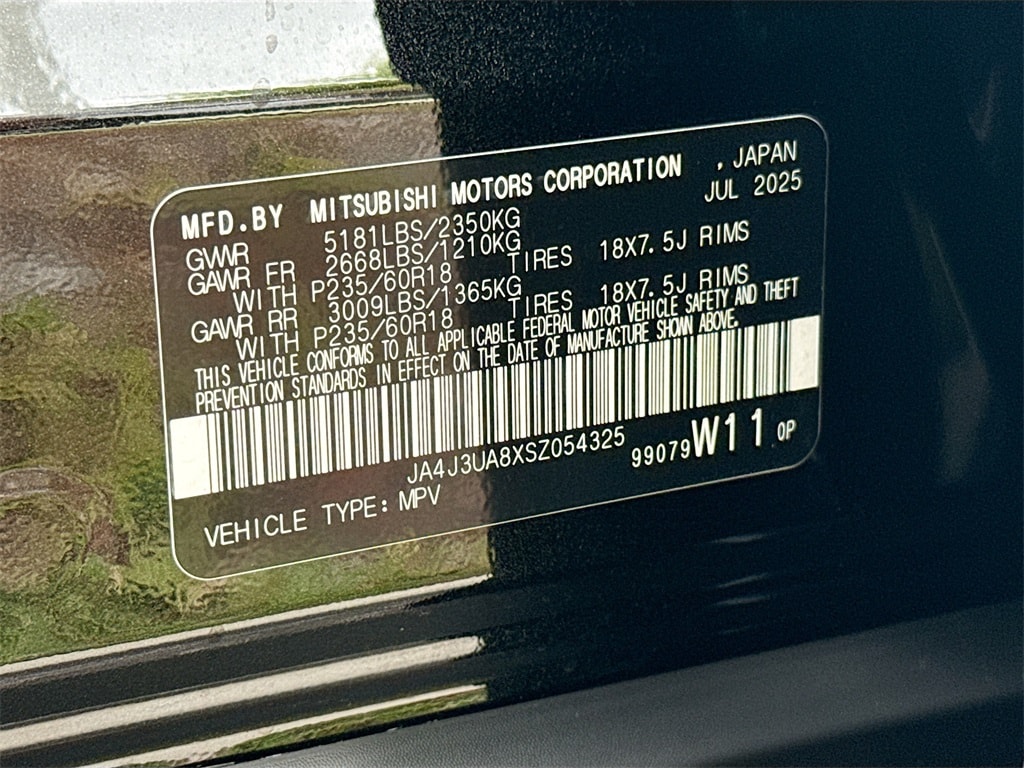 MFD.BY MITSUBISHI MOTORS CORPORATION , JAPAN
JUL 2025
GVWR 5181LBS/2350KG
GAWR FR 2668LBS/1210KG
WITH P235/60R18 TIRES 18X7.5J RIMS
GAWR RR 3009LBS/1365KG
WITH P235/60R18 TIRES 18X7.5J RIMS
THIS VEHICLE CONFORMS TO ALL APPLICABLE FEDERAL MOTOR VEHICLE SAFETY AND THEFT
PREVENTION STANDARDS IN EFFECT ON THE DATE OF MANUFACTURE SHOWN ABOVE.
JA4J3UA8XSZ054325
99079W11.0P
VEHICLE TYPE: MPV